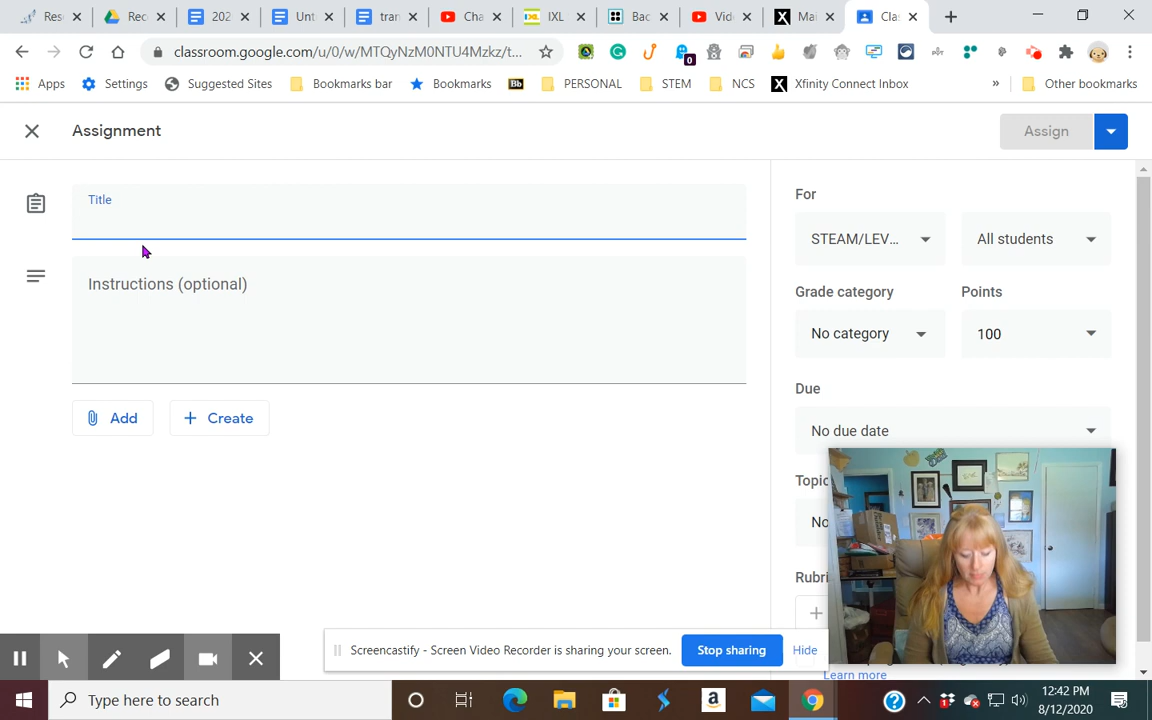 Res
Rec
202
Unt
tran
Cha
IXL
Bac
Vid
Mai
Clas
classroom.google.com/u/0/w/MTQyNzM0NTU4Mzkz/t...
0
Apps
Settings
Suggested Sites
Bookmarks bar
Bookmarks
Bb
PERSONAL
STEM
NCS
Xfinity Connect Inbox
»
Other bookmarks
Assignment
Assign
Title
Instructions (optional)
Add
Create
For
STEAM/LEV...
All students
Grade category
Points
No category
100
Due
No due date
Topic
No
Rubri
Learn more
Screencastify - Screen Video Recorder is sharing your screen.
Stop sharing
Hide
Type here to search
12:42 PM
8/12/2020